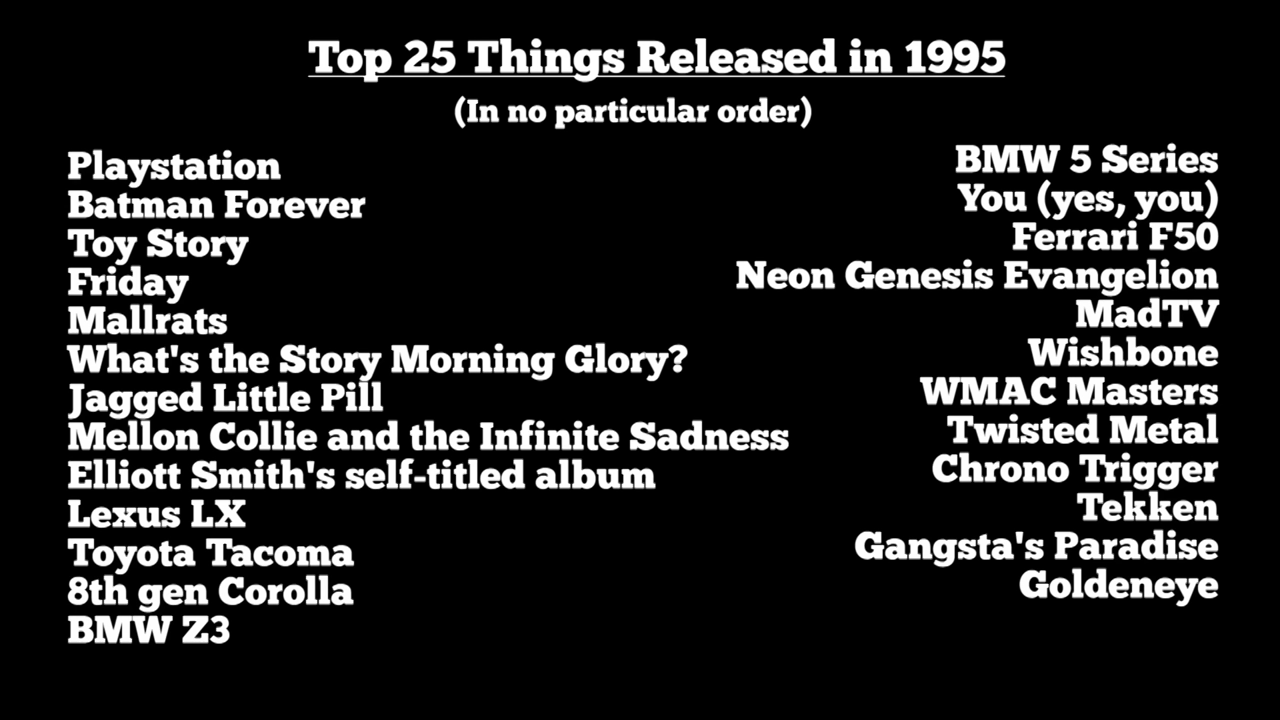 Top 25 Things Released in 1995
(In no particular order)
Playstation
Batman Forever
Toy Story
Friday
Mallrats
What's the Story Morning Glory?
Jagged Little Pill
Mellon Collie and the Infinite Sadness
Elliott Smith's self-titled album
Lexus LX
Toyota Tacoma
8th gen Corolla
BMW Z3
BMW 5 Series
You (yes, you)
Ferrari F50
Neon Genesis Evangelion
MadTV
Wishbone
WMAC Masters
Twisted Metal
Chrono Trigger
Tekken
Gangsta's Paradise
Goldeneye